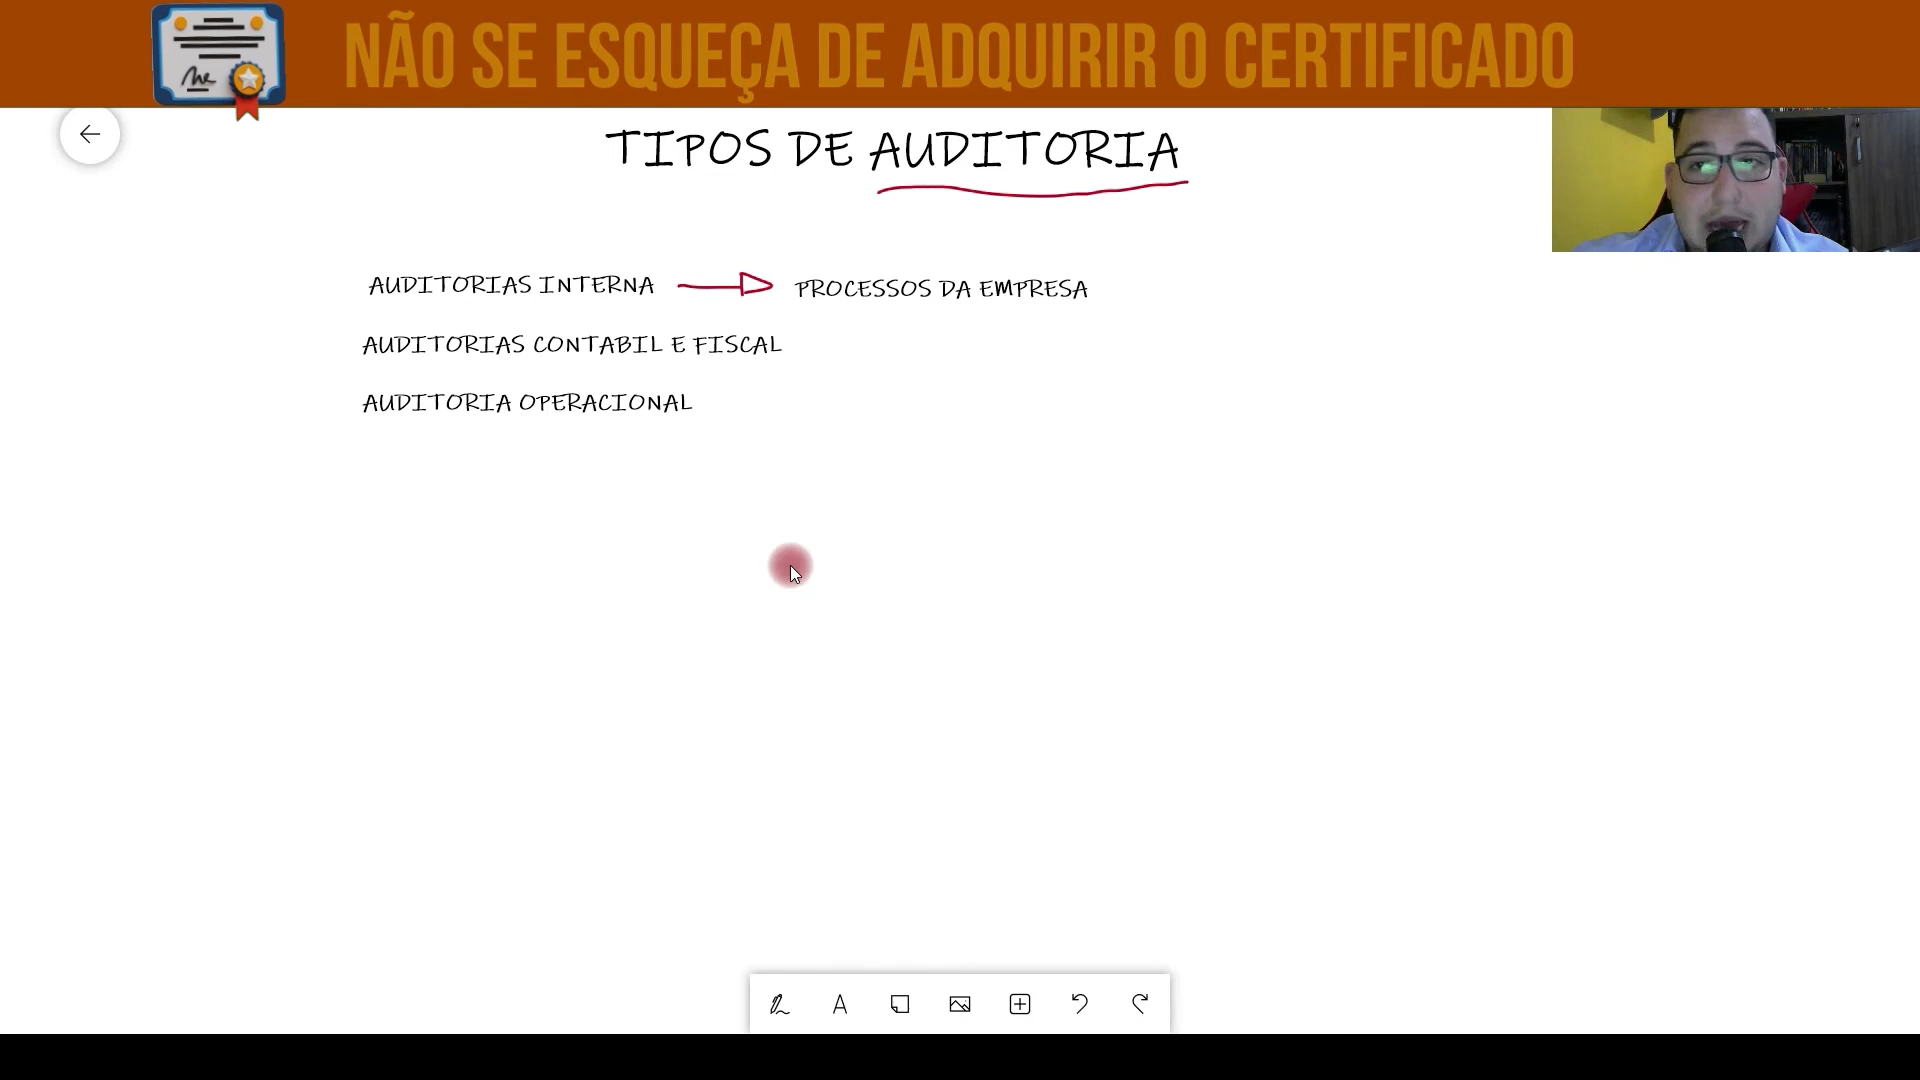 NÃO SE ESQUEÇA DE ADQUIRIR O CERTIFICADO
TIPOS DE AUDITORIA
AUDITORIAS INTERNA
PROCESSOS DA EMPRESA
AUDITORIAS CONTABIL E FISCAL
AUDITORIA OPERACIONAL